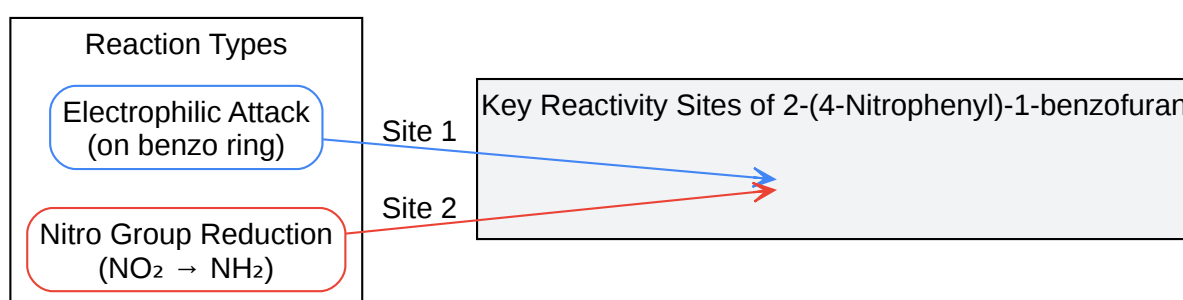 Reaction Types
Electrophilic Attack
(on benzo ring)
Nitro Group Reduction
(NO₂ → NH₂)
Site 1
Site 2
Key Reactivity Sites of 2-(4-Nitrophenyl)-1-benzofuran